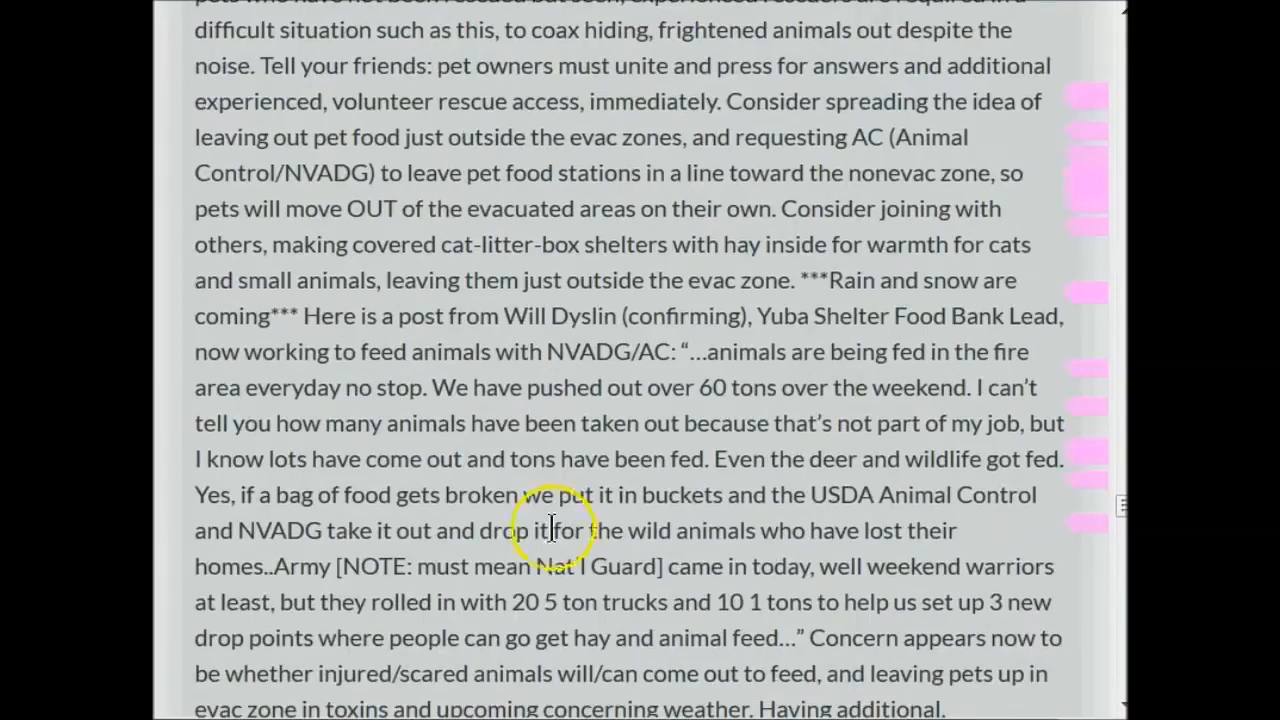 pets who have not been rescued but seen, experienced rescuers are required in a
difficult situation such as this, to coax hiding, frightened animals out despite the
noise. Tell your friends: pet owners must unite and press for answers and additional
experienced, volunteer rescue access, immediately. Consider spreading the idea of
leaving out pet food just outside the evac zones, and requesting AC (Animal
Control/NVADG) to leave pet food stations in a line toward the nonevac zone, so
pets will move OUT of the evacuated areas on their own. Consider joining with
others, making covered cat-litter-box shelters with hay inside for warmth for cats
and small animals, leaving them just outside the evac zone. ***Rain and snow are
coming*** Here is a post from Will Dyslin (confirming), Yuba Shelter Food Bank Lead,
now working to feed animals with NVADG/AC: “…animals are being fed in the fire
area everyday no stop. We have pushed out over 60 tons over the weekend. I can’t
tell you how many animals have been taken out because that’s not part of my job, but
I know lots have come out and tons have been fed. Even the deer and wildlife got fed.
Yes, if a bag of food gets broken we put it in buckets and the USDA Animal Control
and NVADG take it out and drop it for the wild animals who have lost their
homes..Army [NOTE: must mean Nat’l Guard] came in today, well weekend warriors
at least, but they rolled in with 20 5 ton trucks and 10 1 tons to help us set up 3 new
drop points where people can go get hay and animal feed…” Concern appears now to
be whether injured/scared animals will/can come out to feed, and leaving pets up in
evac zone in toxins and upcoming concerning weather. Having additional,